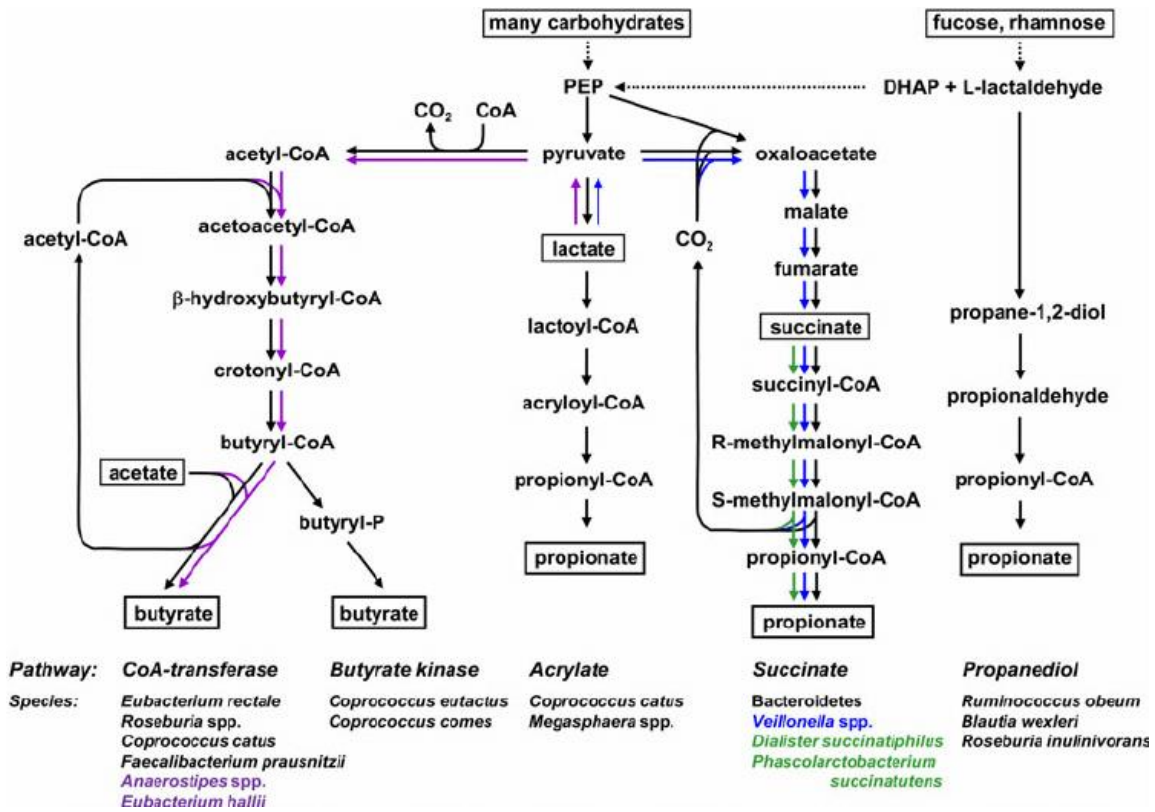 many carbohydrates
fucose, rhamnose
PEP
DHAP + L-lactaldehyde
CO₂
CoA
acetyl-CoA
pyruvate
oxaloacetate
malate
acetoacetyl-CoA
acetyl-CoA
CO₂
lactate
fumarate
β-hydroxybutyryl-CoA
propane-1,2-diol
lactoyl-CoA
succinate
crotonyl-CoA
succinyl-CoA
propionaldehyde
acryloyl-CoA
butyryl-CoA
R-methylmalonyl-CoA
acetate
propionyl-CoA
propionyl-CoA
S-methylmalonyl-CoA
butyryl-P
propionate
propionyl-CoA
propionate
butyrate
butyrate
propionate
Pathway: CoA-transferase Butyrate kinase Acrylate Succinate Propanediol
Species: Eubacterium rectale Coprococcus eutactus Coprococcus catus Bacteroidetes Ruminococcus obeum
Roseburia spp. Coprococcus comes Megasphaera spp. Veillonella spp. Blautia wexleri
Coprococcus catus Dialister succinatiphilus Roseburia inulinivorans
Faecalibacterium prausnitzii Phascolarctobacterium
Anaerostipes spp. succinatutens
Eubacterium hallii